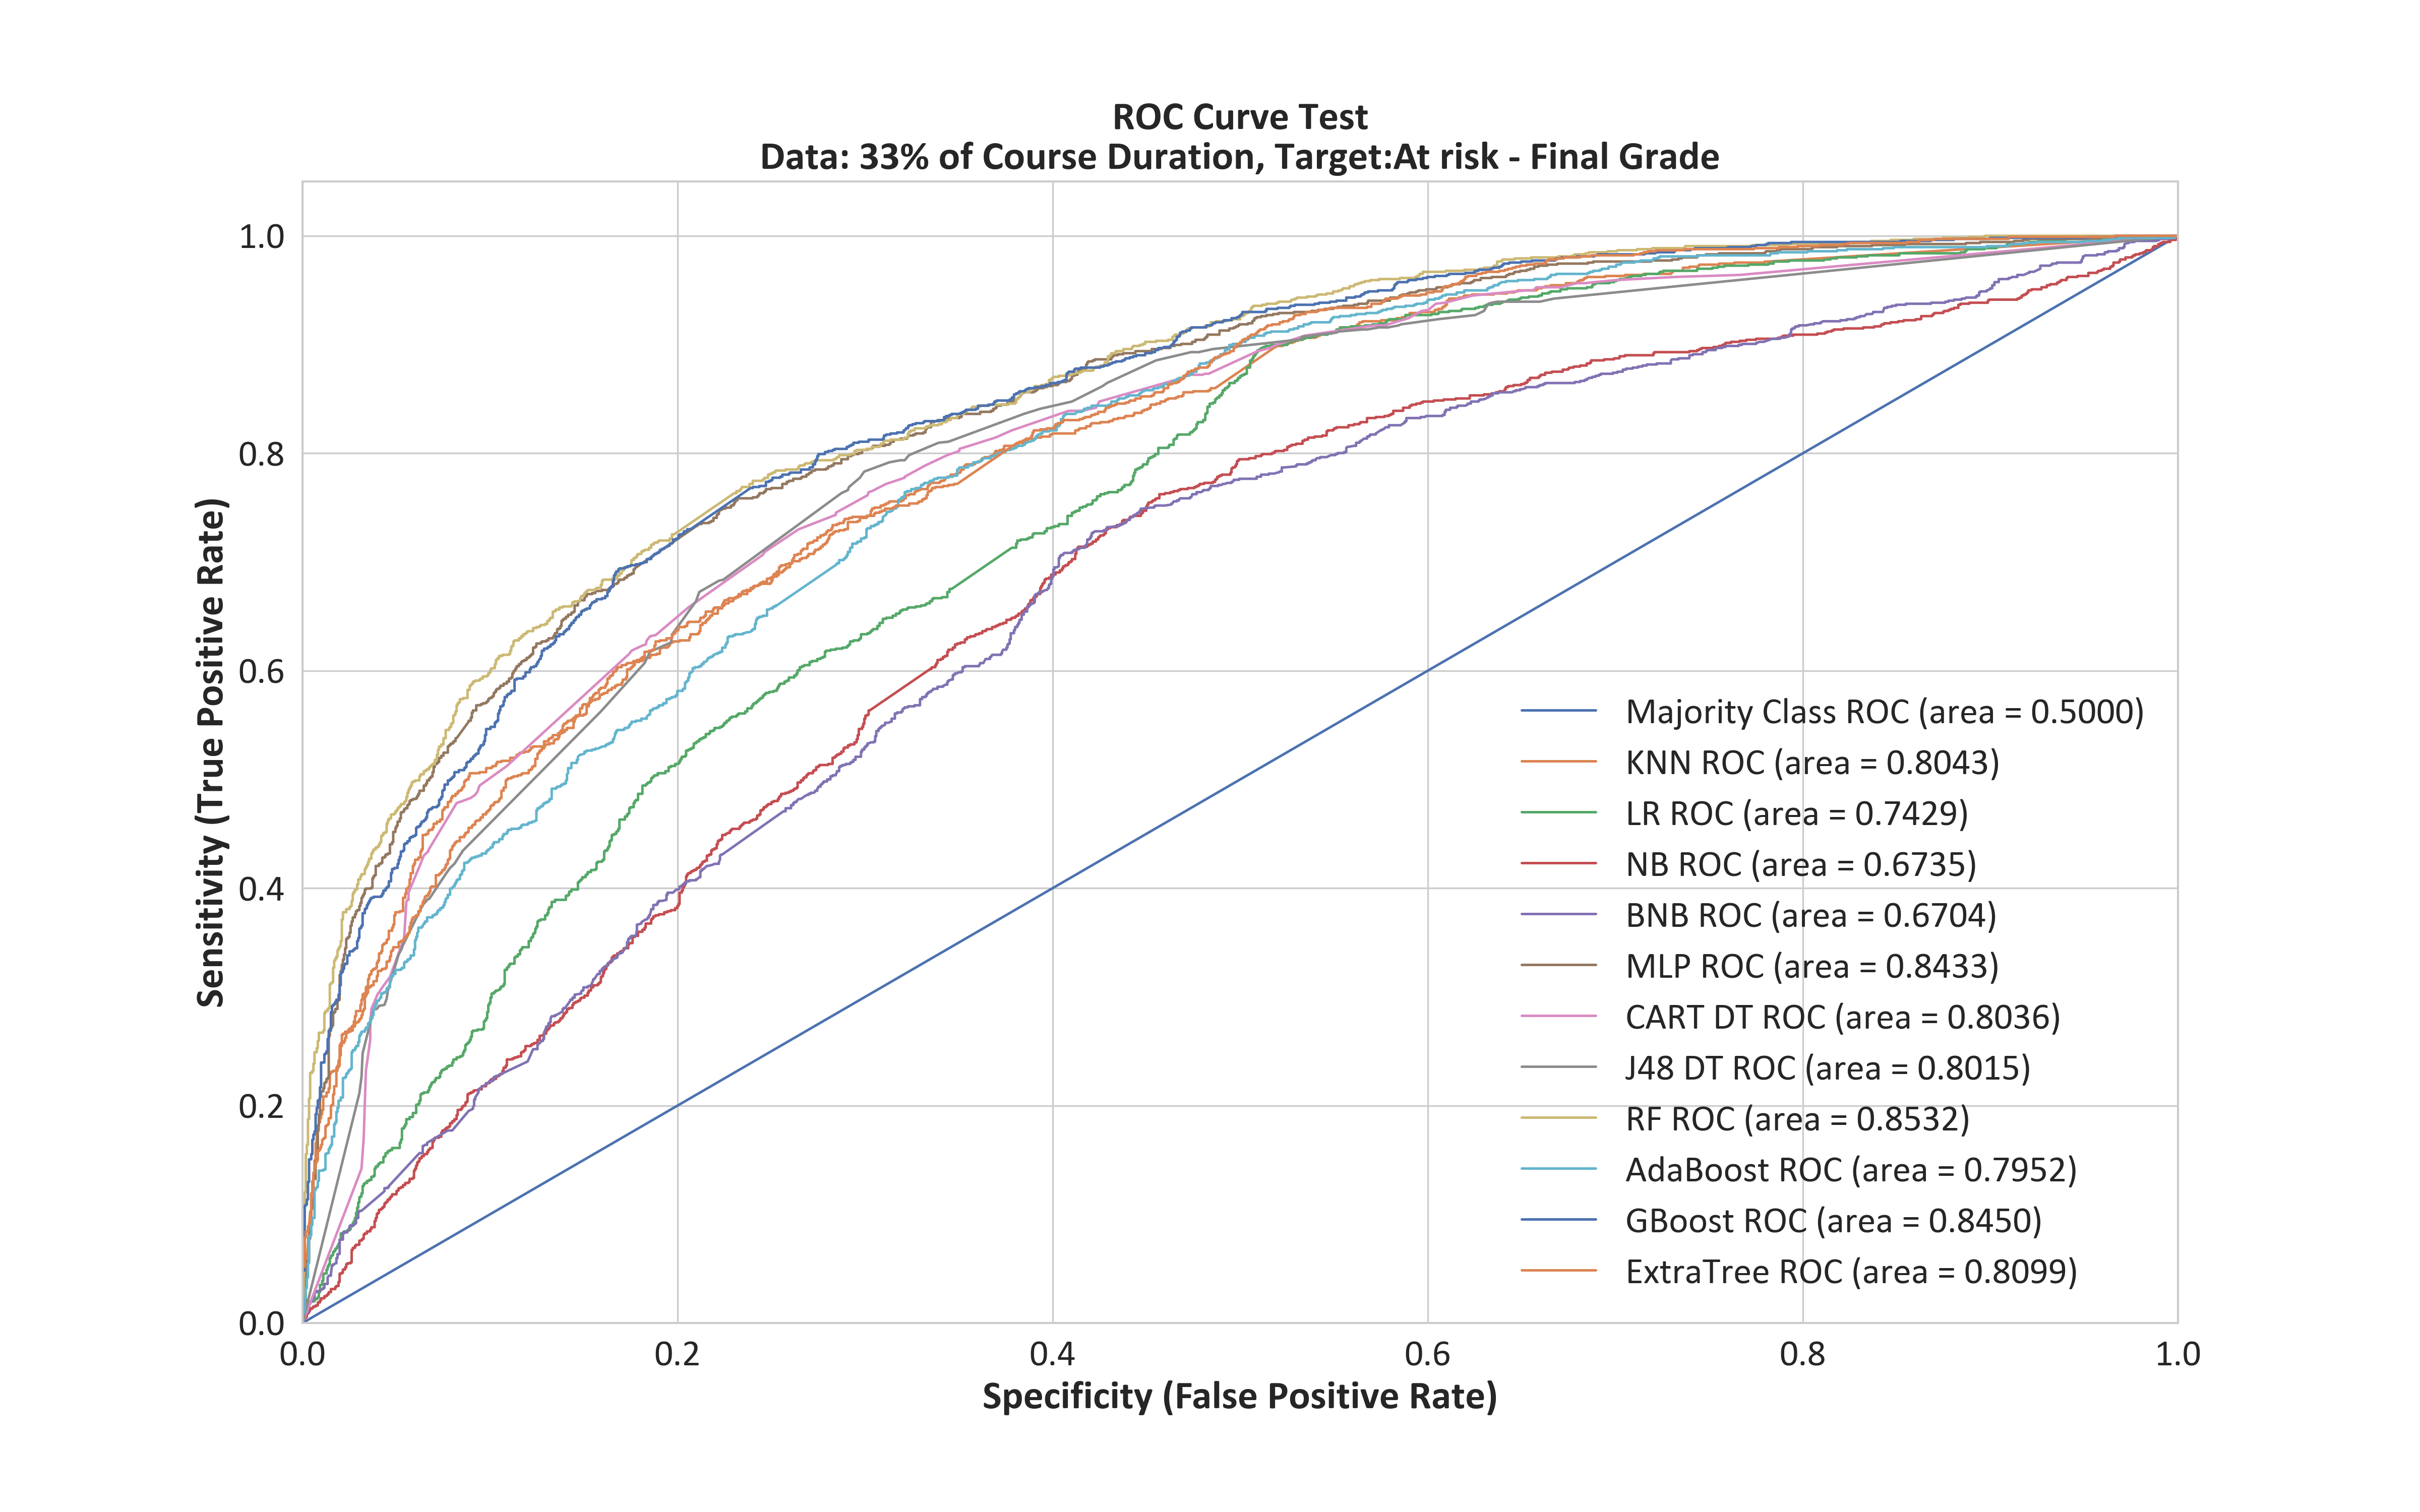 ROC Curve Test
Data: 33% of Course Duration, Target:At risk - Final Grade
Sensitivity (True Positive Rate)
1.0
0.8
0.6
0.4
0.2
0.0
Majority Class ROC (area = 0.5000)
KNN ROC (area = 0.8043)
LR ROC (area = 0.7429)
NB ROC (area = 0.6735)
BNB ROC (area = 0.6704)
MLP ROC (area = 0.8433)
CART DT ROC (area = 0.8036)
J48 DT ROC (area = 0.8015)
RF ROC (area = 0.8532)
AdaBoost ROC (area = 0.7952)
GBoost ROC (area = 0.8450)
ExtraTree ROC (area = 0.8099)
0.0 0.2 0.4 0.6 0.8 1.0
Specificity (False Positive Rate)